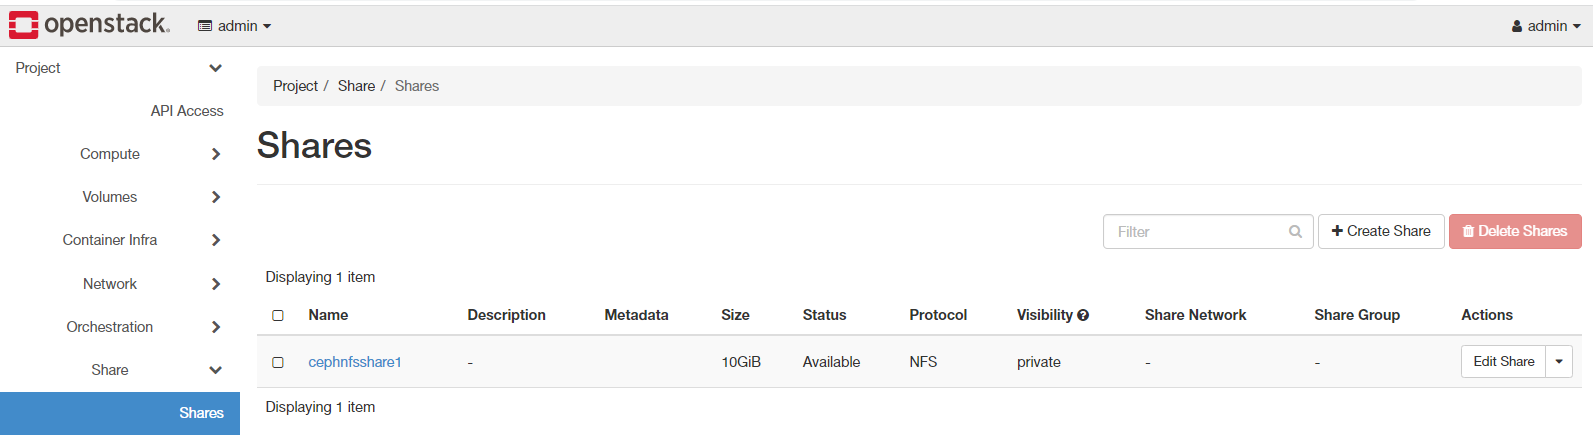 openstack.
admin
admin
Project
API Access
Compute
Volumes
Container Infra
Network
Orchestration
Share
Shares
Project / Share / Shares
Shares
Filter
Create Share
Delete Shares
Displaying 1 item
Name Description Metadata Size Status Protocol Visibility Share Network Share Group Actions
cephnfsshare1 - 10GiB Available NFS private - - Edit Share
Displaying 1 item